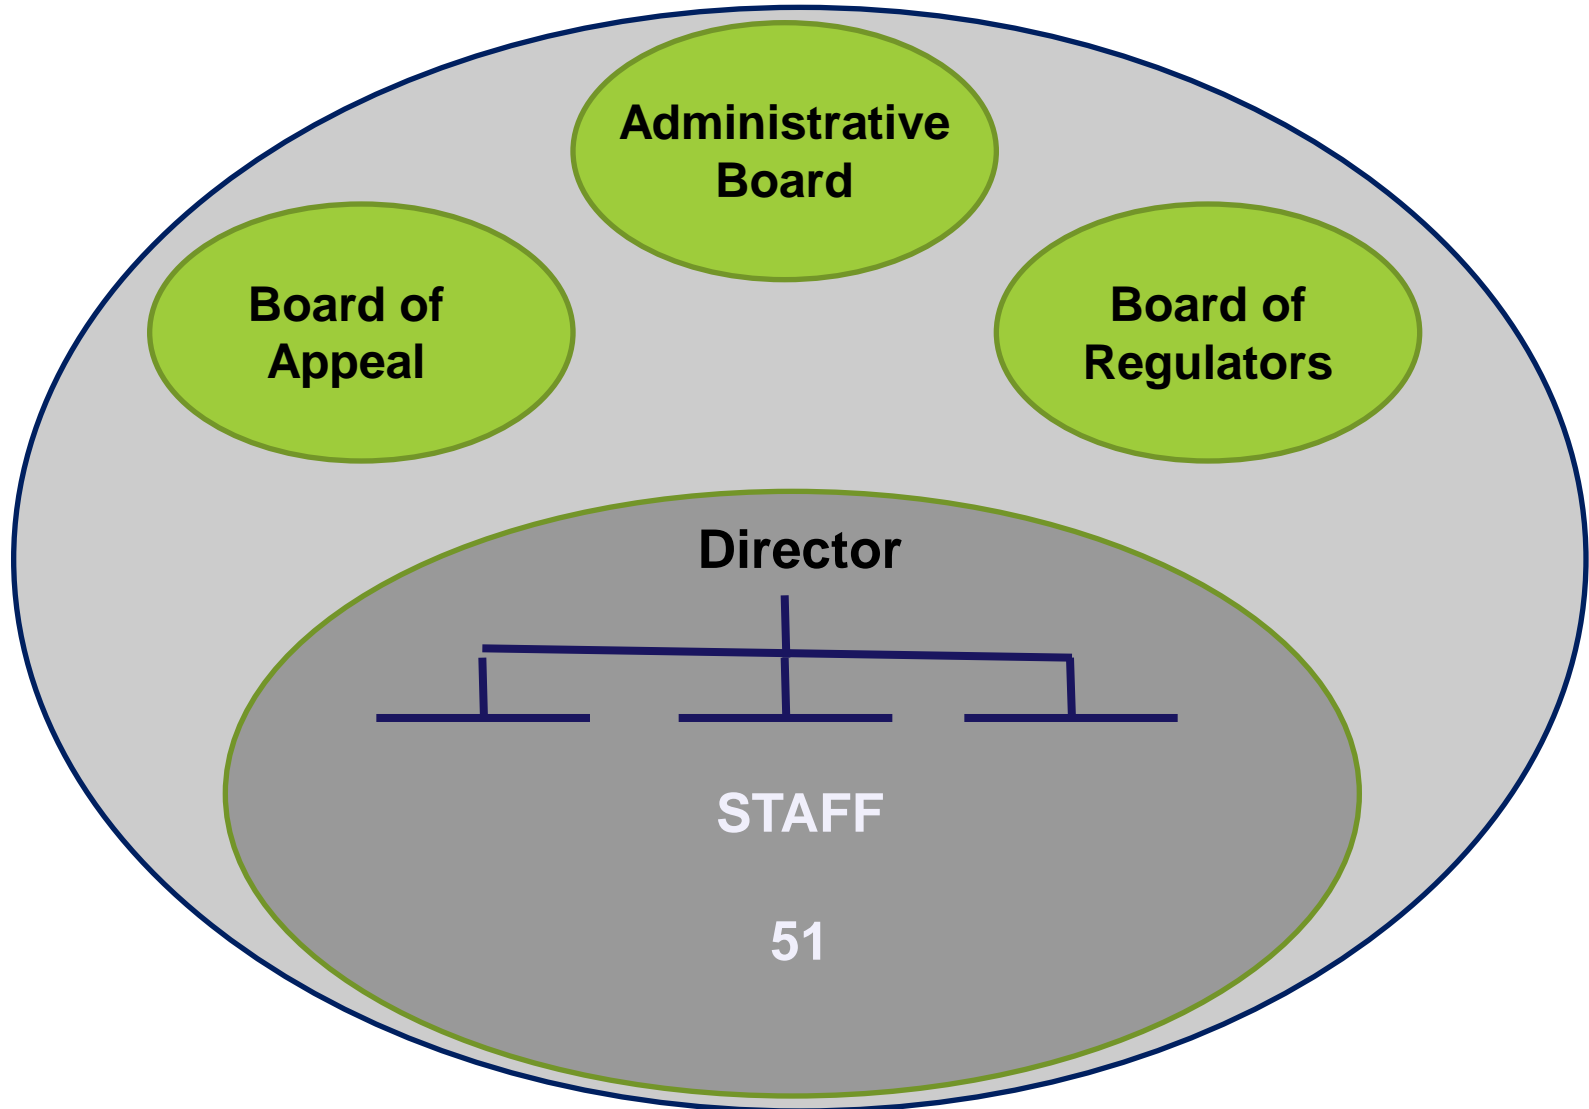 Administrative
Board
Board of
Appeal
Board of
Regulators
Director
STAFF
51